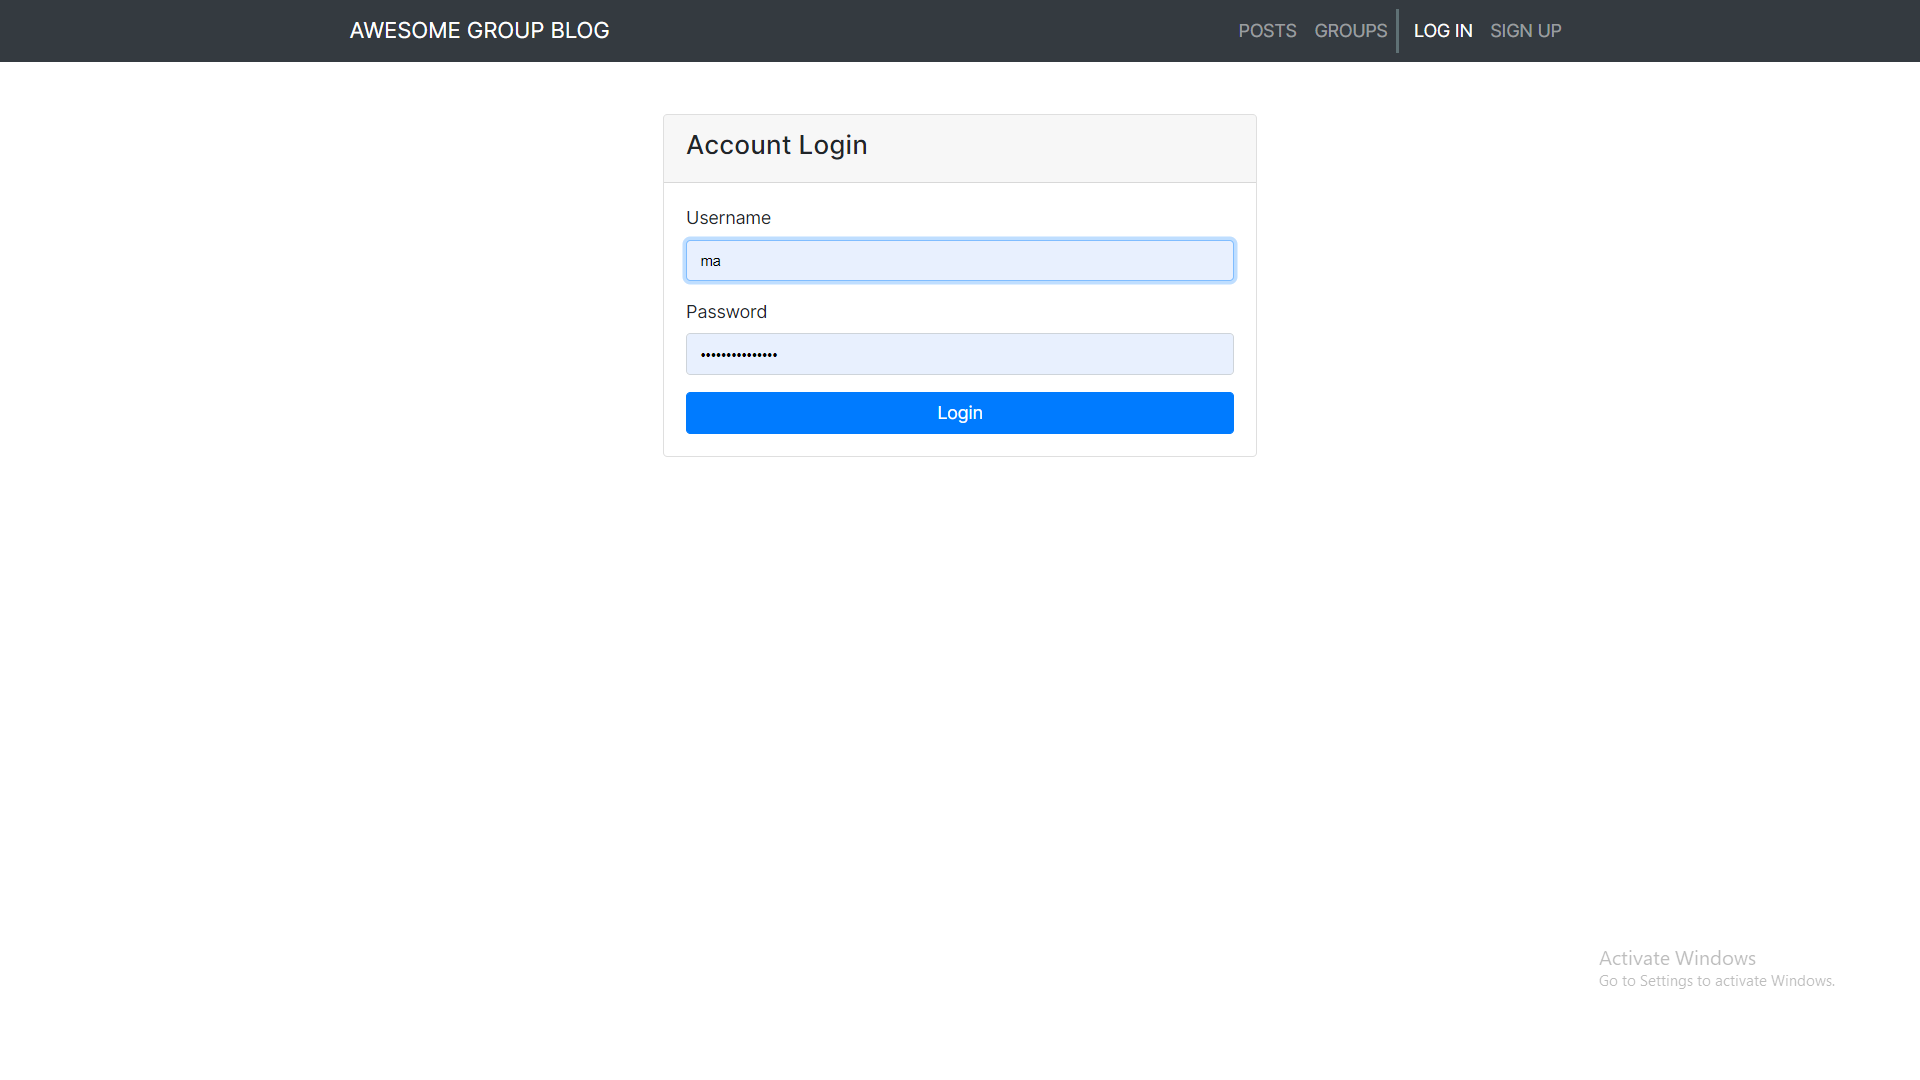 AWESOME GROUP BLOG
POSTS GROUPS LOG IN SIGN UP
Account Login
Username
ma
Password
•••••••••••••••
Login
Activate Windows
Go to Settings to activate Windows.